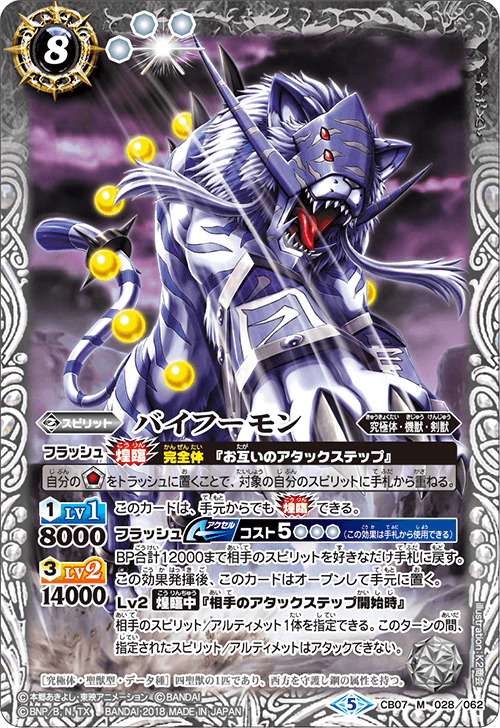 8
②スピリット
バイフーモン
究極体・機獣・剣獣
フラッシュ 煌臨 完全体 『お互いのアタックステップ』
自分のSをトラッシュに置くことで、対象の自分のスピリットに手札から重ねる。
1 LV1 8000
このカードは、手元からでも煌臨できる。
フラッシュ アクセル コスト5 (この効果は手札から使用できる)
BP合計12000まで相手のスピリットを好きなだけ手札に戻す。
この効果発揮後、このカードはオープンして手元に置く。
3 LV2 14000
Lv2 煌臨中 『相手のアタックステップ開始時』
相手のスピリット/アルティメット1体を指定できる。このターンの間、
指定されたスピリット/アルティメットはアタックできない。
[究極体・聖獣型・データ種] 四聖獣の1匹であり、西方を守護し鋼の属性を持つ。
©本郷あきよし・東映アニメーション ©BANDAI
©BNP/B, N, TX BANDAI 2018 MADE IN JAPAN
5 CB07 M 028/062